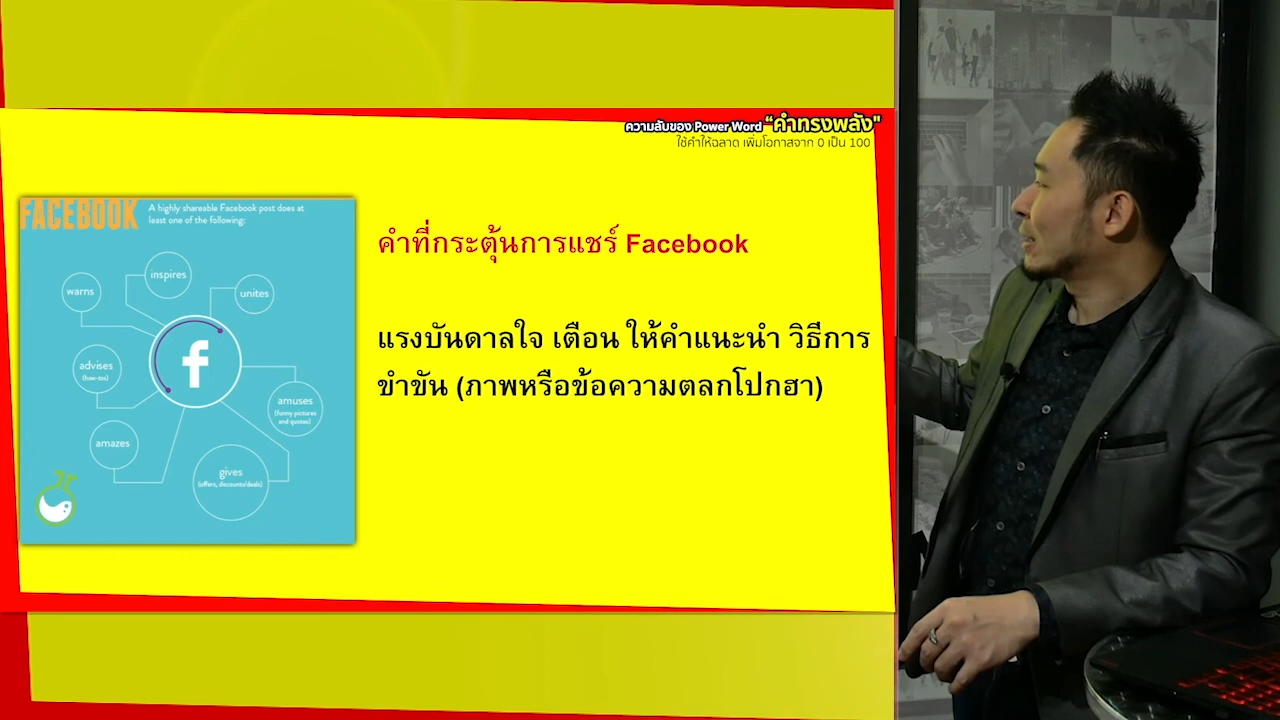 ความลับของ Power Word “คำทรงพลัง"
ใช้คำให้ฉลาด เพิ่มโอกาสจาก 0 เป็น 100
FACEBOOK
A highly shareable Facebook post does at
least one of the following:
inspires
warns
unites
advises
(how-tos)
amuses
(funny pictures
and quotes)
amazes
gives
(offers, discounts/deals)
f
คำที่กระตุ้นการแชร์ Facebook
แรงบันดาลใจ เตือน ให้คำแนะนำ วิธีการ
ขำขัน (ภาพหรือข้อความตลกโปกฮา)